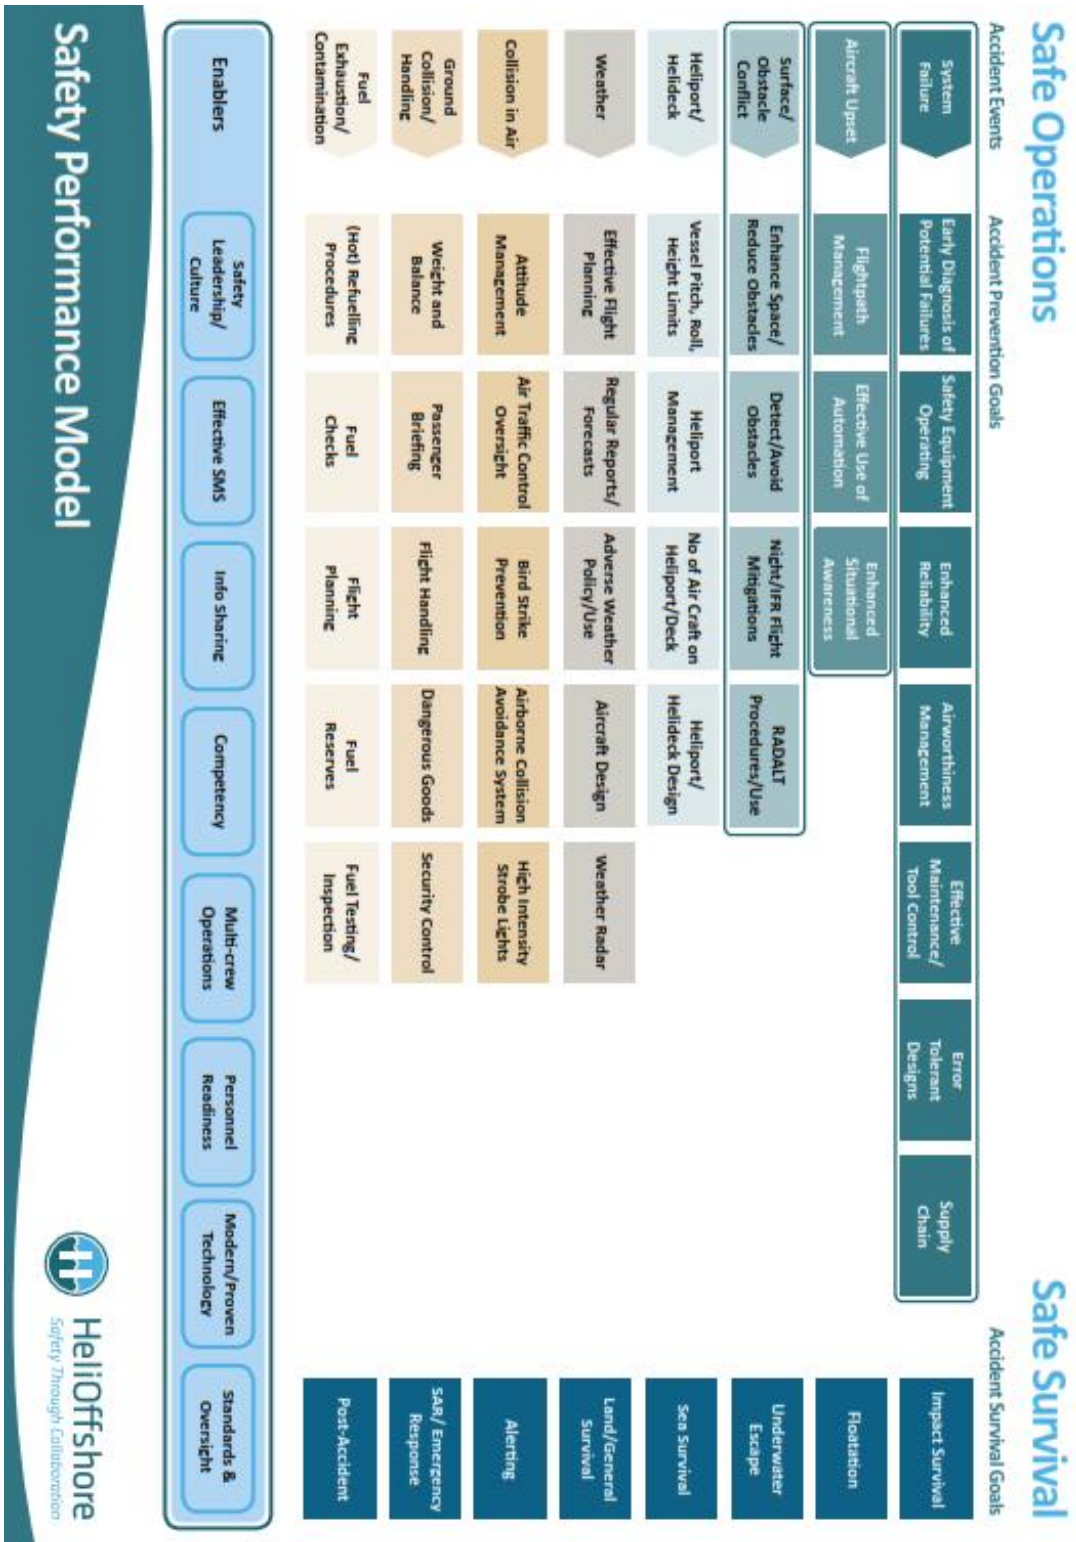 Safe Operations
Safe Survival
Accident Events
Accident Prevention Goals
Accident Survival Goals
System
Failure
Early Diagnosis of
Potential Failures
Safety Equipment
Operating
Enhanced
Reliability
Airworthiness
Management
Effective
Maintenance/
Tool Control
Error
Tolerant
Designs
Supply
Chain
Impact Survival
Aircraft Upset
Flightpath
Management
Effective Use of
Automation
Enhanced
Situational
Awareness
Floatation
Surface/
Obstacle
Conflict
Enhance Space/
Reduce Obstacles
Detect/Avoid
Obstacles
Night/IFR Flight
Mitigations
RADALT
Procedures/Use
Underwater
Escape
Heliport/
Helideck
Vessel Pitch, Roll,
Height Limits
Heliport
Management
No of Air Craft on
Heliport/Deck
Heliport/
Helideck Design
Sea Survival
Weather
Effective Flight
Planning
Regular Reports/
Forecasts
Adverse Weather
Policy/Use
Aircraft Design
Weather Radar
Land/General
Survival
Collision in Air
Attitude
Management
Air Traffic Control
Oversight
Bird Strike
Prevention
Airborne Collision
Avoidance System
High Intensity
Strobe Lights
Alerting
Ground
Collision/
Handling
Weight and
Balance
Passenger
Briefing
Flight Handling
Dangerous Goods
Security Control
SAR/ Emergency
Response
Fuel
Exhaustion/
Contamination
(Hot) Refuelling
Procedures
Fuel
Checks
Flight
Planning
Fuel
Reserves
Fuel Testing/
Inspection
Post-Accident
Enablers
Safety
Leadership/
Culture
Effective SMS
Info Sharing
Competency
Multi-crew
Operations
Personnel
Readiness
Modern/Proven
Technology
Standards &
Oversight
Safety Performance Model
HeliOffshore
Safety Through Collaboration